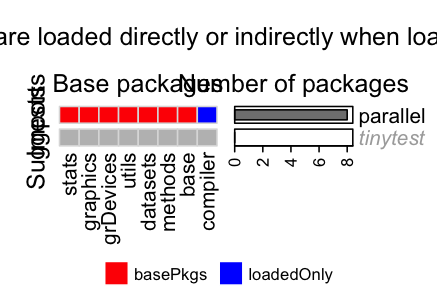 are loaded directly or indirectly when loa
Base packages
Number of packages
Suggests
parallel
tinytest
0 2 4 6 8
stats
graphics
grDevices
utils
datasets
methods
base
compiler
basePkgs
loadedOnly